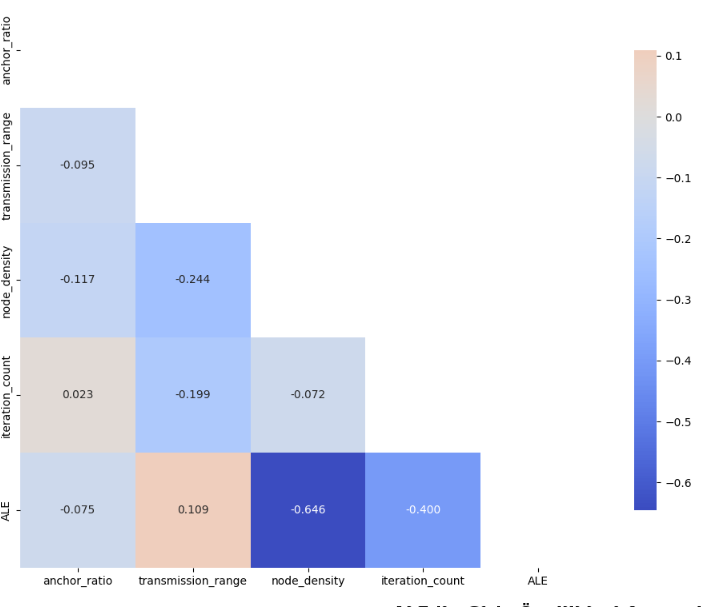 anchor_ratio
transmission_range
node_density
iteration_count
ALE
-0.095
-0.117 -0.244
0.023 -0.199 -0.072
-0.075 0.109 -0.646 -0.400
anchor_ratio transmission_range node_density iteration_count ALE
0.1
0.0
−0.1
−0.2
−0.3
−0.4
−0.5
−0.6